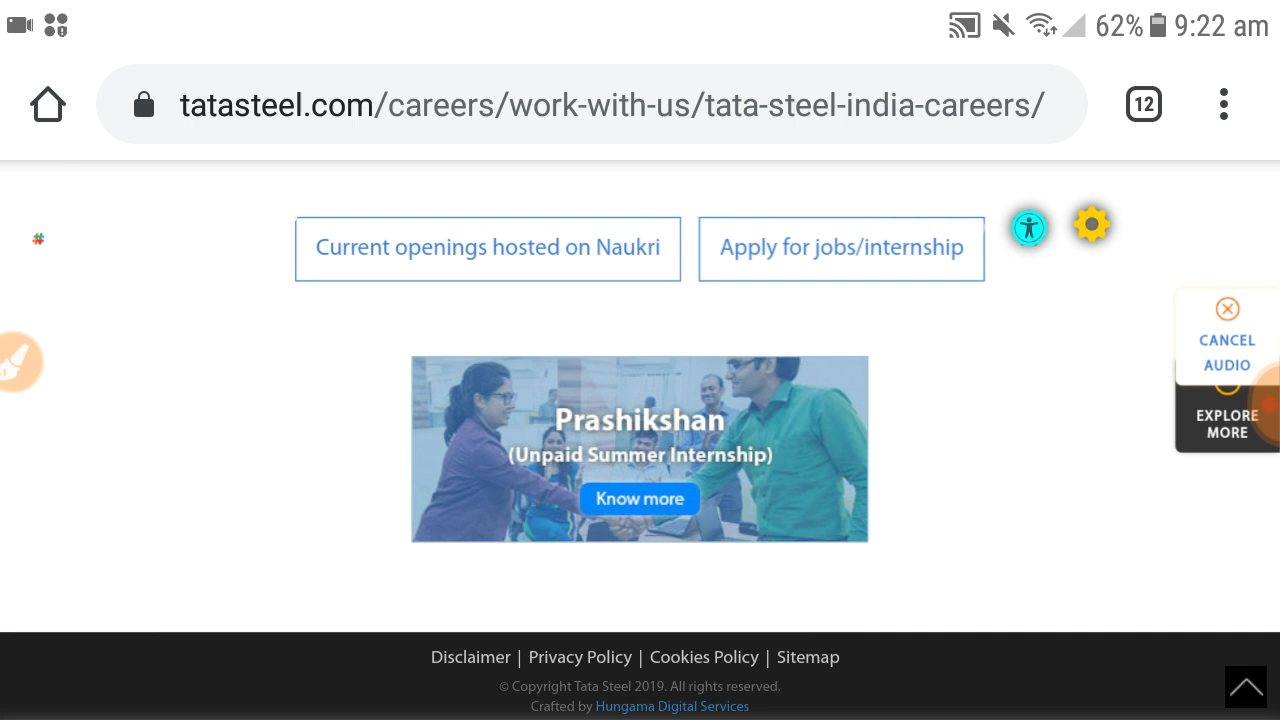 62% 9:22 am
tatasteel.com/careers/work-with-us/tata-steel-india-careers/
12
Current openings hosted on Naukri
Apply for jobs/internship
CANCEL
AUDIO
EXPLORE
MORE
Prashikshan
(Unpaid Summer Internship)
Know more
Disclaimer | Privacy Policy | Cookies Policy | Sitemap
© Copyright Tata Steel 2019. All rights reserved.
Crafted by Hungama Digital Services